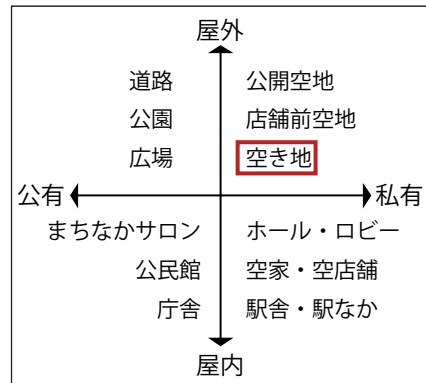 屋外
道路 公開空地
公園 店舗前空地
広場 空き地
公有 私有
まちなかサロン ホール・ロビー
公民館 空家・空店舗
庁舎 駅舎・駅なか
屋内